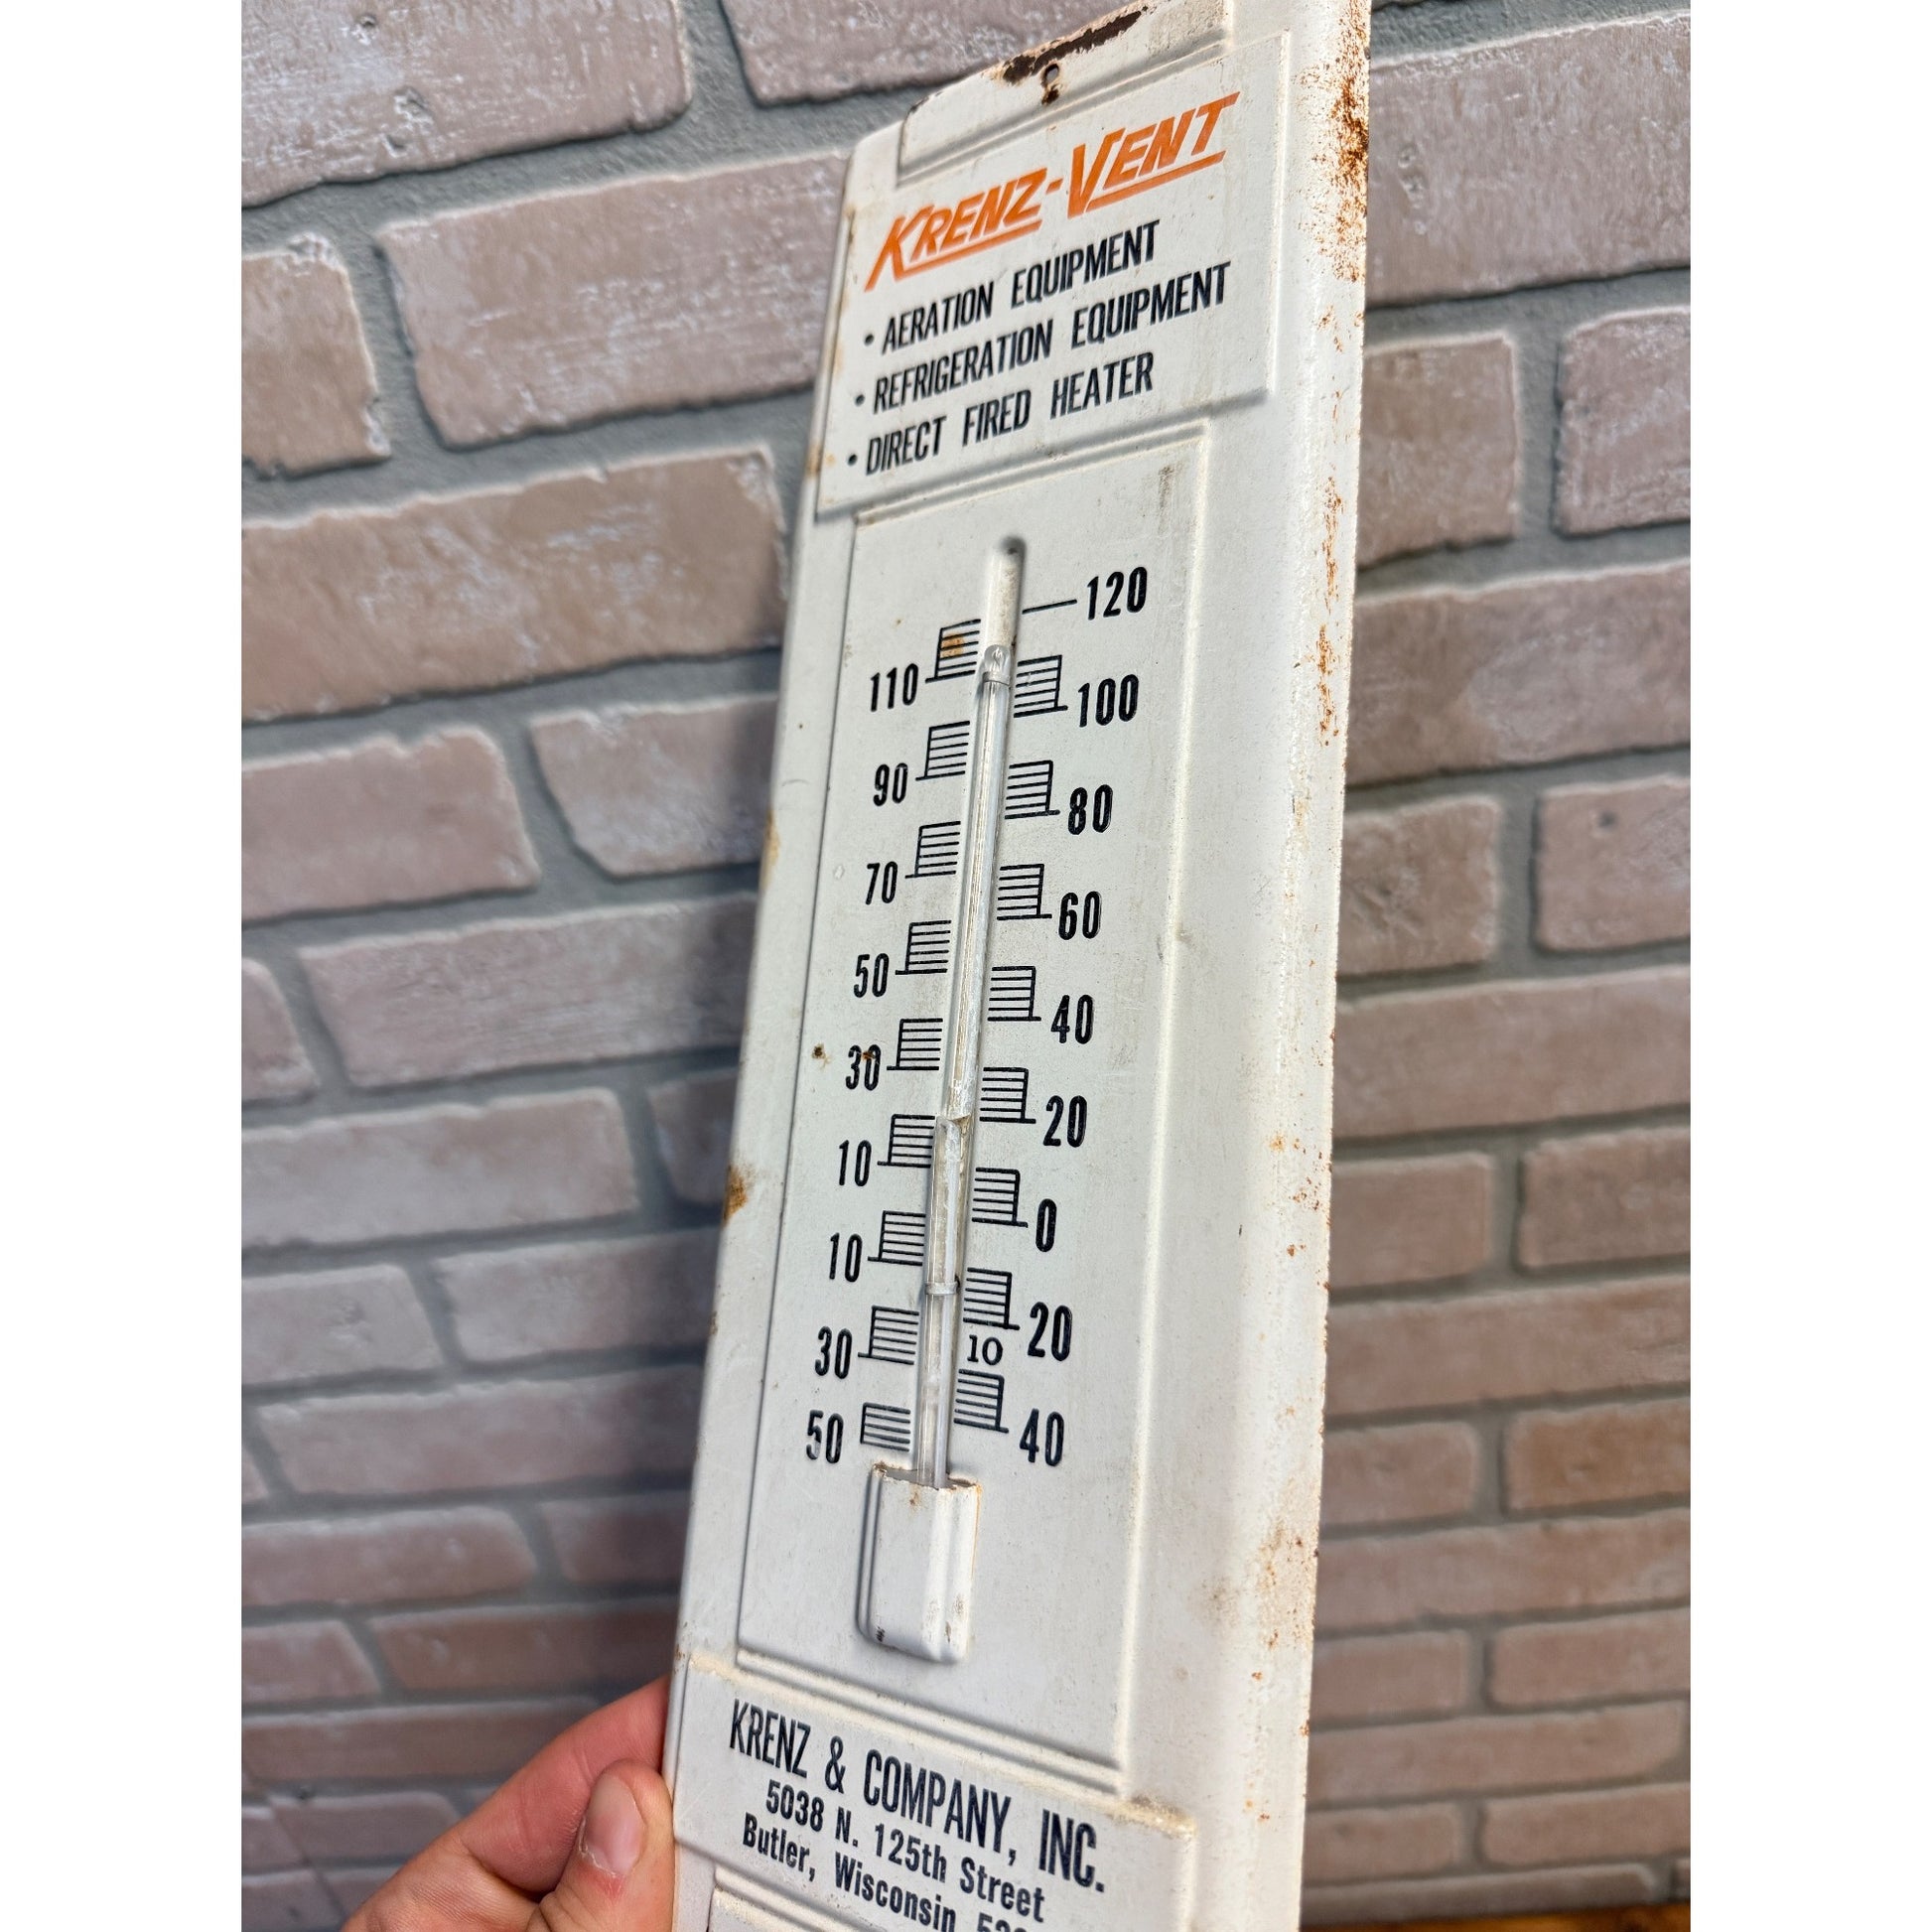 KRENZ-VENT
• AERATION EQUIPMENT
• REFRIGERATION EQUIPMENT
• DIRECT FIRED HEATER
120
110
100
90
80
70
60
50
40
30
20
10
0
10
20
10
30
40
50
KRENZ & COMPANY, INC.
5038 N. 125th Street
Butler, Wisconsin